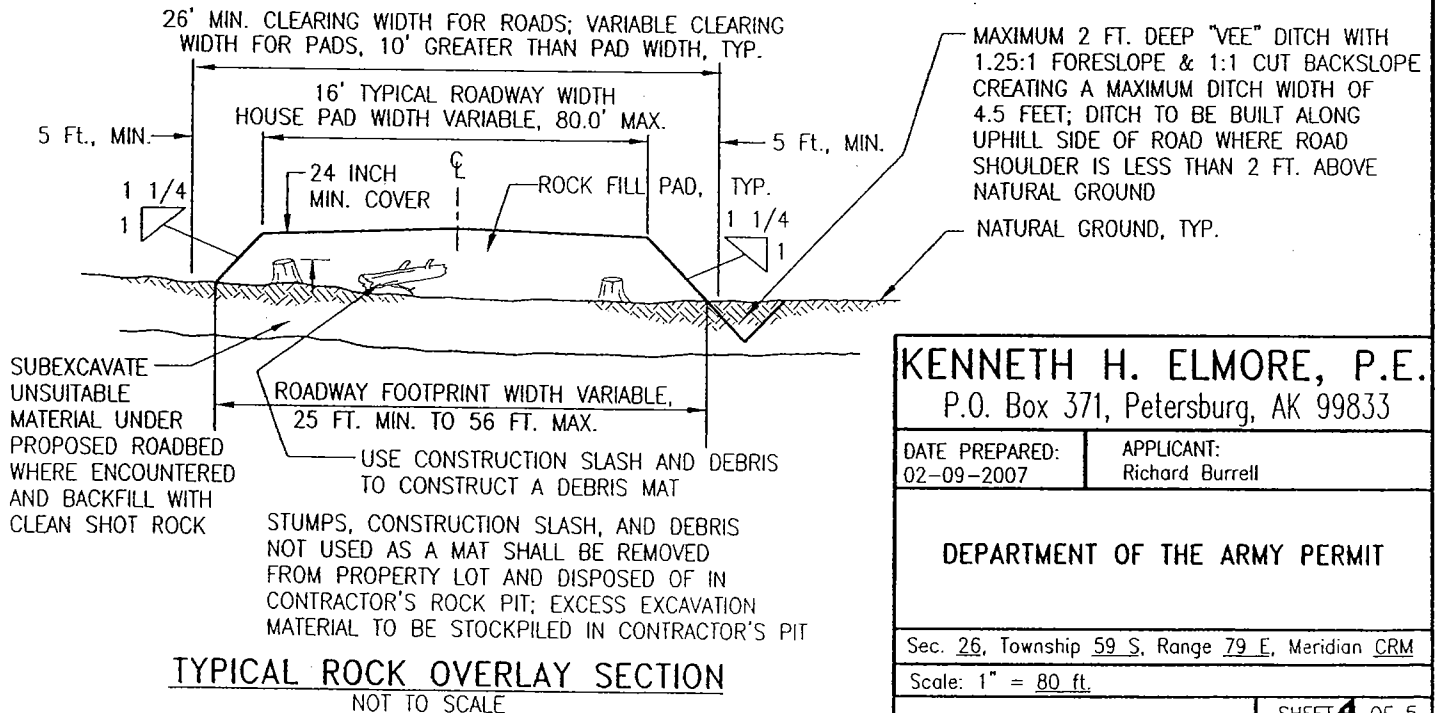 26' MIN. CLEARING WIDTH FOR ROADS; VARIABLE CLEARING
WIDTH FOR PADS, 10' GREATER THAN PAD WIDTH, TYP.
16' TYPICAL ROADWAY WIDTH
HOUSE PAD WIDTH VARIABLE, 80.0' MAX.
5 Ft., MIN.
5 Ft., MIN.
MAXIMUM 2 FT. DEEP "VEE" DITCH WITH
1.25:1 FORESLOPE & 1:1 CUT BACKSLOPE
CREATING A MAXIMUM DITCH WIDTH OF
4.5 FEET; DITCH TO BE BUILT ALONG
UPHILL SIDE OF ROAD WHERE ROAD
SHOULDER IS LESS THAN 2 FT. ABOVE
NATURAL GROUND
NATURAL GROUND, TYP.
1 1/4
1
24 INCH
MIN. COVER
℄
ROCK FILL PAD, TYP.
1 1/4
1
SUBEXCAVATE
UNSUITABLE
MATERIAL UNDER
PROPOSED ROADBED
WHERE ENCOUNTERED
AND BACKFILL WITH
CLEAN SHOT ROCK
ROADWAY FOOTPRINT WIDTH VARIABLE,
25 FT. MIN. TO 56 FT. MAX.
USE CONSTRUCTION SLASH AND DEBRIS
TO CONSTRUCT A DEBRIS MAT
STUMPS, CONSTRUCTION SLASH, AND DEBRIS
NOT USED AS A MAT SHALL BE REMOVED
FROM PROPERTY LOT AND DISPOSED OF IN
CONTRACTOR'S ROCK PIT; EXCESS EXCAVATION
MATERIAL TO BE STOCKPILED IN CONTRACTOR'S PIT
TYPICAL ROCK OVERLAY SECTION
NOT TO SCALE
KENNETH H. ELMORE, P.E.
P.O. Box 371, Petersburg, AK 99833
DATE PREPARED:
02-09-2007
APPLICANT:
Richard Burrell
DEPARTMENT OF THE ARMY PERMIT
Sec. 26, Township 59 S, Range 79 E, Meridian CRM
Scale: 1" = 80 ft.
SHEET OF 5